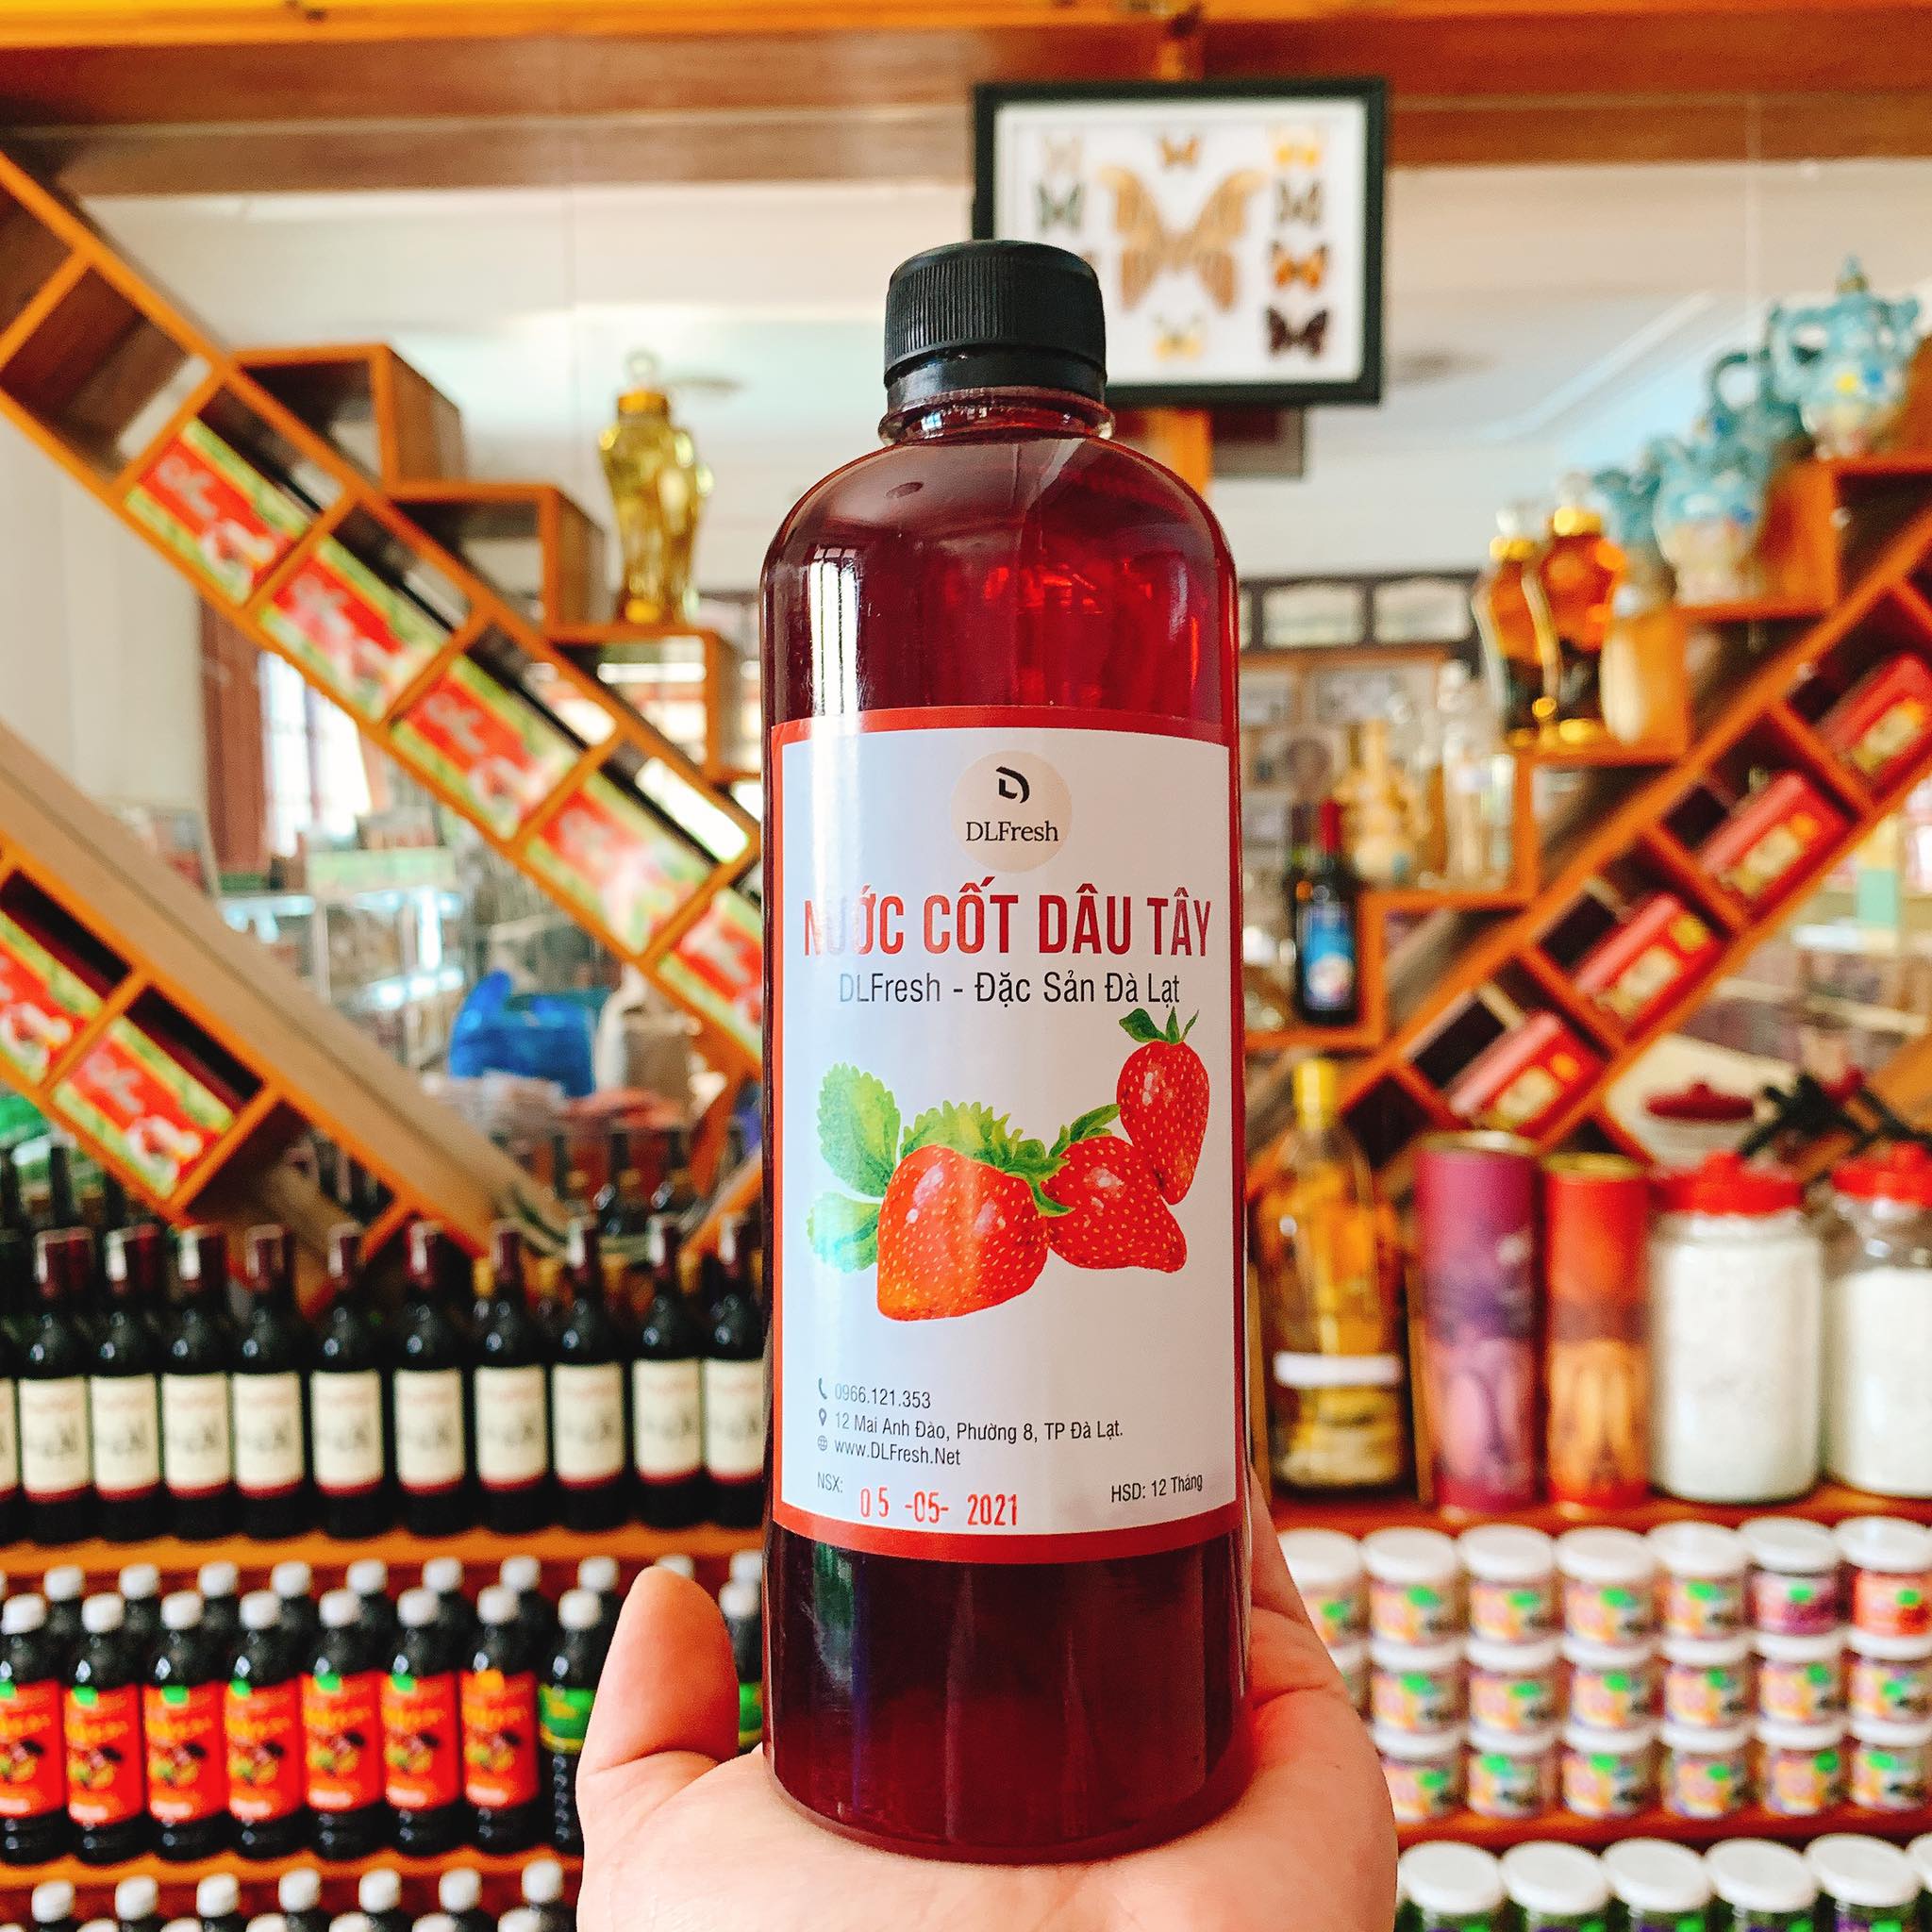 DLFresh
NƯỚC CỐT DÂU TÂY
DLFresh - Đặc Sản Đà Lạt
0966.121.353
12 Mai Anh Đào, Phường 8, TP Đà Lạt.
www.DLFresh.Net
NSX: 05 -05- 2021
HSD: 12 Tháng